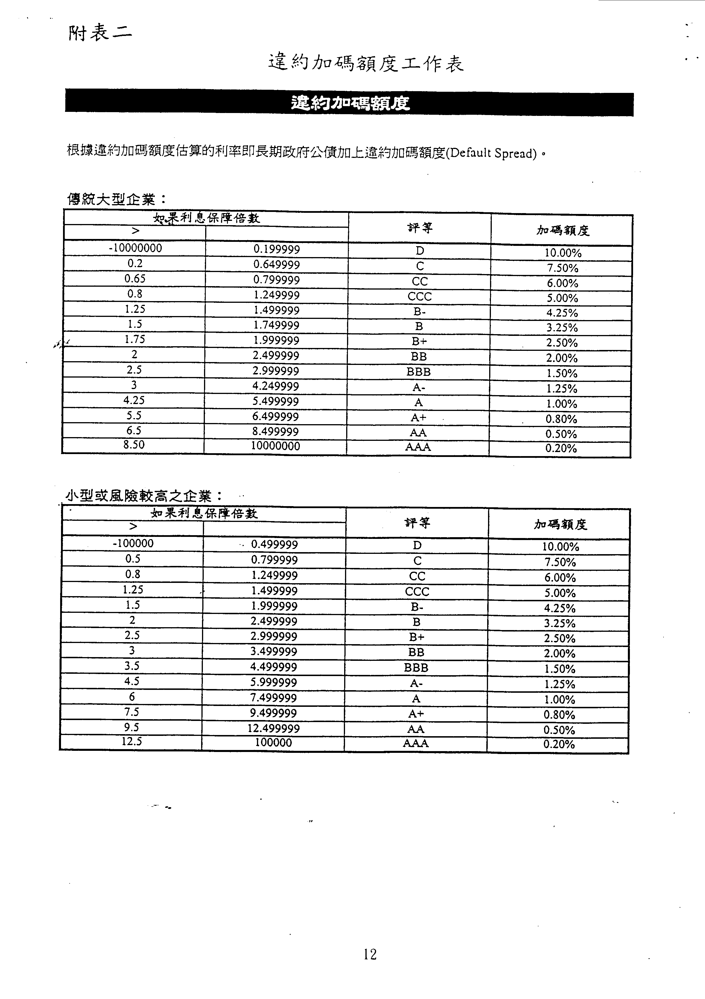 附表二
違約加碼額度工作表
違約加碼額度
根據違約加碼額度估算的利率即長期政府公債加上違約加碼額度(Default Spread)。
傳統大型企業：
如果利息保障倍數 評等 加碼額度
>
-10000000 0.199999 D 10.00%
0.2 0.649999 C 7.50%
0.65 0.799999 CC 6.00%
0.8 1.249999 CCC 5.00%
1.25 1.499999 B- 4.25%
1.5 1.749999 B 3.25%
1.75 1.999999 B+ 2.50%
2 2.499999 BB 2.00%
2.5 2.999999 BBB 1.50%
3 4.249999 A- 1.25%
4.25 5.499999 A 1.00%
5.5 6.499999 A+ 0.80%
6.5 8.499999 AA 0.50%
8.50 10000000 AAA 0.20%
小型或風險較高之企業：
如果利息保障倍數 評等 加碼額度
>
-100000 0.499999 D 10.00%
0.5 0.799999 C 7.50%
0.8 1.249999 CC 6.00%
1.25 1.499999 CCC 5.00%
1.5 1.999999 B- 4.25%
2 2.499999 B 3.25%
2.5 2.999999 B+ 2.50%
3 3.499999 BB 2.00%
3.5 4.499999 BBB 1.50%
4.5 5.999999 A- 1.25%
6 7.499999 A 1.00%
7.5 9.499999 A+ 0.80%
9.5 12.499999 AA 0.50%
12.5 100000 AAA 0.20%
12